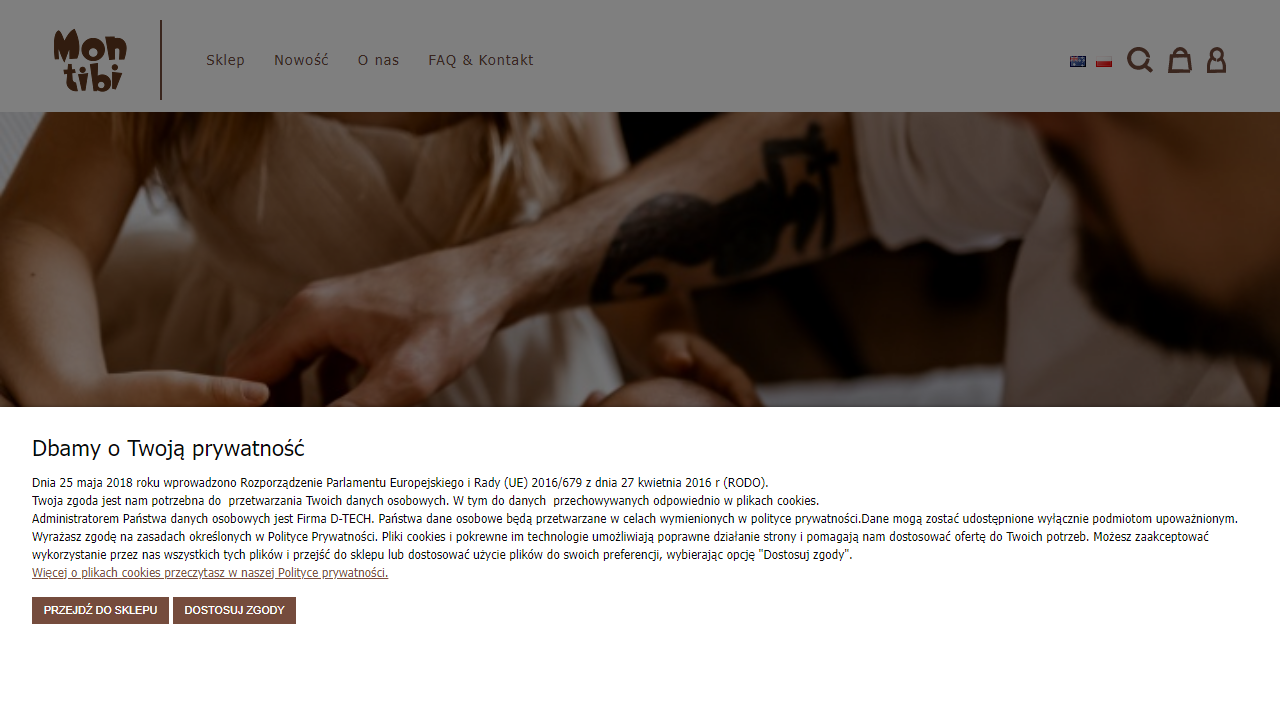 Mon
tibi
Sklep Nowość O nas FAQ & Kontakt
Dbamy o Twoją prywatność
Dnia 25 maja 2018 roku wprowadzono Rozporządzenie Parlamentu Europejskiego i Rady (UE) 2016/679 z dnia 27 kwietnia 2016 r (RODO).
Twoja zgoda jest nam potrzebna do  przetwarzania Twoich danych osobowych. W tym do danych  przechowywanych odpowiednio w plikach cookies.
Administratorem Państwa danych osobowych jest Firma D-TECH. Państwa dane osobowe będą przetwarzane w celach wymienionych w polityce prywatności.Dane mogą zostać udostępnione wyłącznie podmiotom upoważnionym.
Wyrażasz zgodę na zasadach określonych w Polityce Prywatności. Pliki cookies i pokrewne im technologie umożliwiają poprawne działanie strony i pomagają nam dostosować ofertę do Twoich potrzeb. Możesz zaakceptować
wykorzystanie przez nas wszystkich tych plików i przejść do sklepu lub dostosować użycie plików do swoich preferencji, wybierając opcję "Dostosuj zgody".
Więcej o plikach cookies przeczytasz w naszej Polityce prywatności.
PRZEJDŹ DO SKLEPU DOSTOSUJ ZGODY